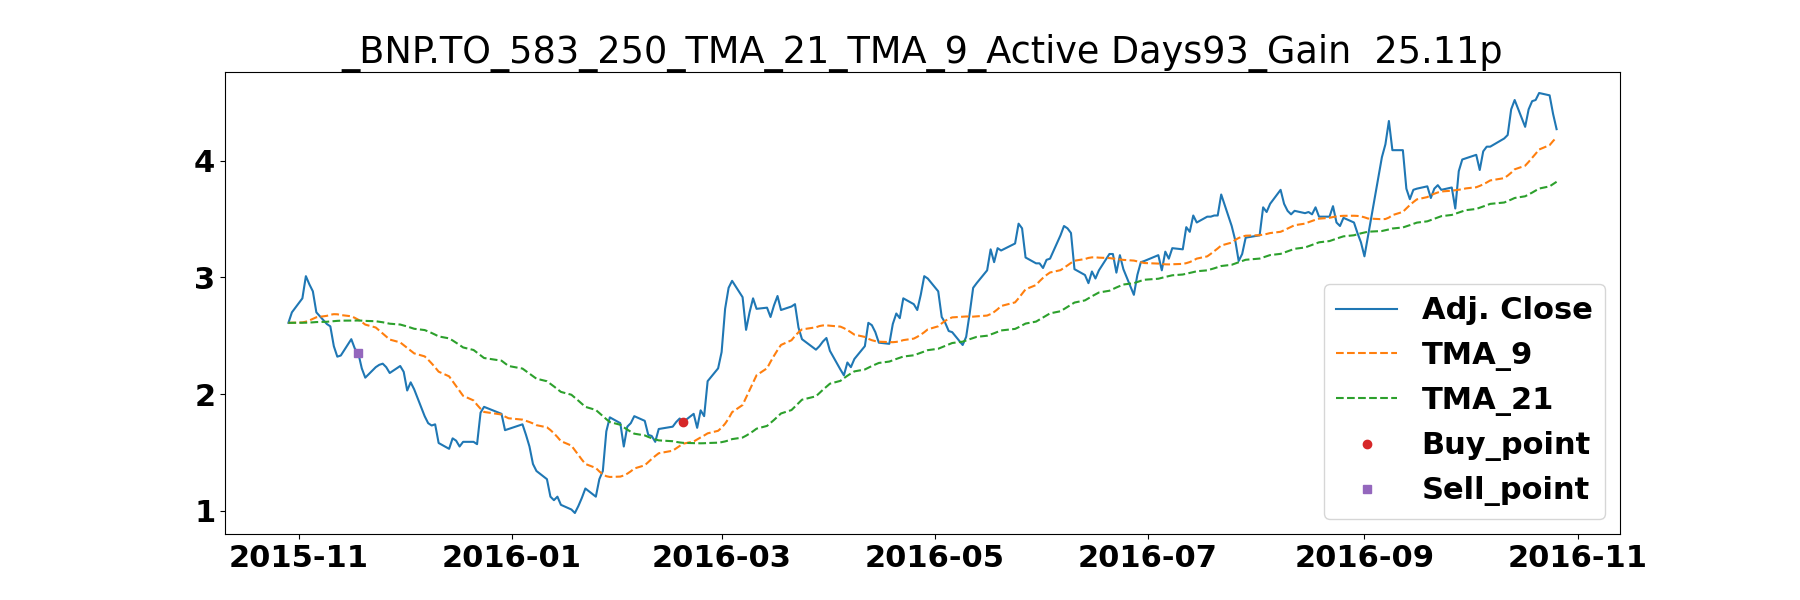 _BNP.TO_583_250_TMA_21_TMA_9_Active Days93_Gain  25.11p
4
3
2
1
2015-11 2016-01 2016-03 2016-05 2016-07 2016-09 2016-11
Adj. Close
TMA_9
TMA_21
Buy_point
Sell_point